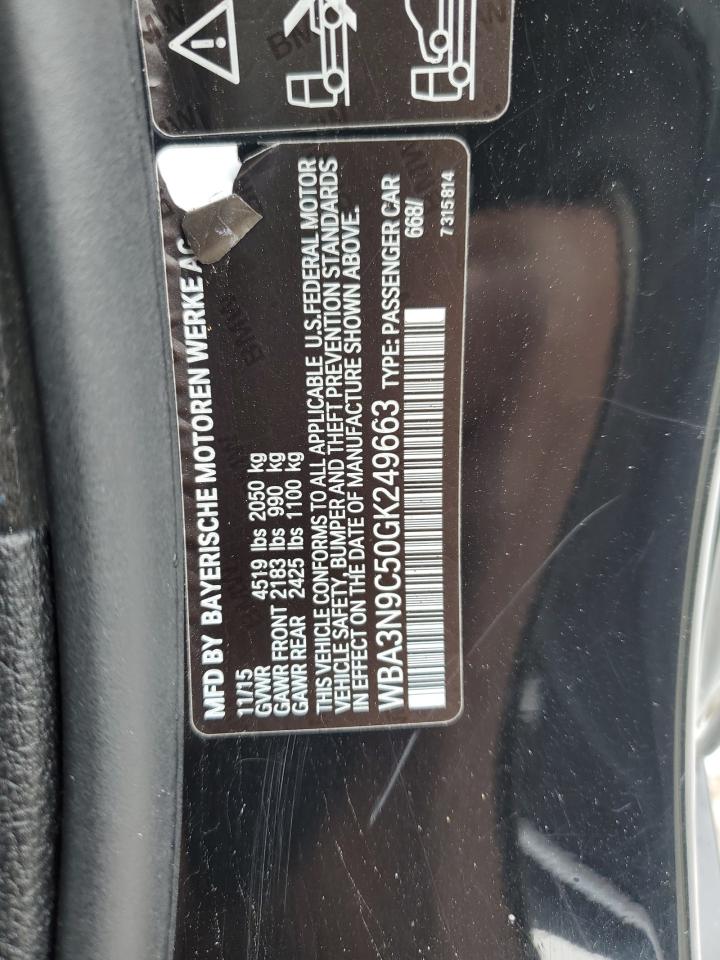 MFD BY BAYERISCHE MOTOREN WERKE AG
11/15
GVWR 4519 lbs 2050 kg
GAWR FRONT 2183 lbs 990 kg
GAWR REAR 2425 lbs 1100 kg
THIS VEHICLE CONFORMS TO ALL APPLICABLE U.S.FEDERAL MOTOR
VEHICLE SAFETY, BUMPER AND THEFT PREVENTION STANDARDS
IN EFFECT ON THE DATE OF MANUFACTURE SHOWN ABOVE.
WBA3N9C50GK249663 TYPE: PASSENGER CAR
668/
7 315 814